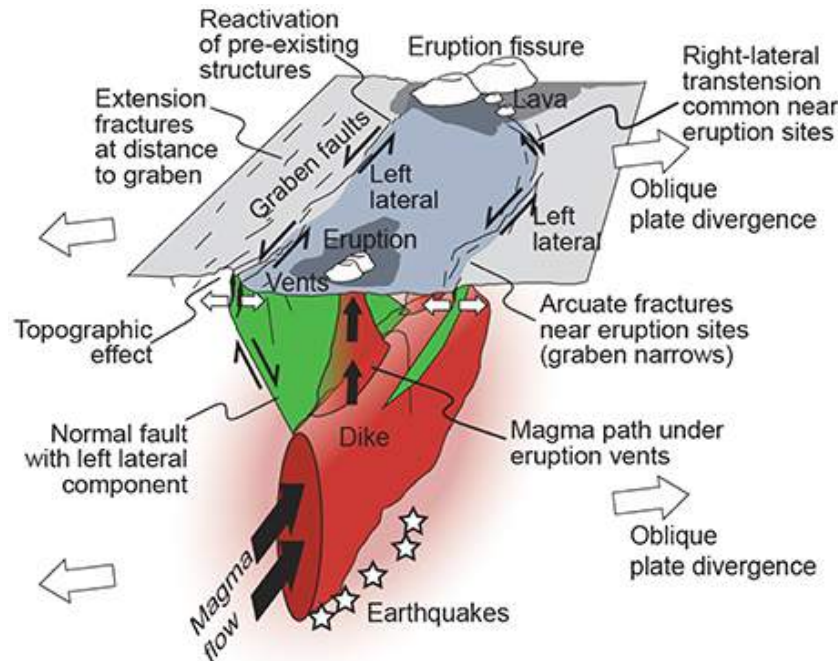 Reactivation
of pre-existing
structures
Eruption fissure
Right-lateral
transtension
common near
eruption sites
Extension
fractures
at distance
to graben
Lava
Graben faults
Left
lateral
Oblique
plate divergence
Left
lateral
Eruption
Vents
Topographic
effect
Arcuate fractures
near eruption sites
(graben narrows)
Normal fault
with left lateral
component
Dike
Magma path under
eruption vents
Oblique
plate divergence
Magma
flow
Earthquakes